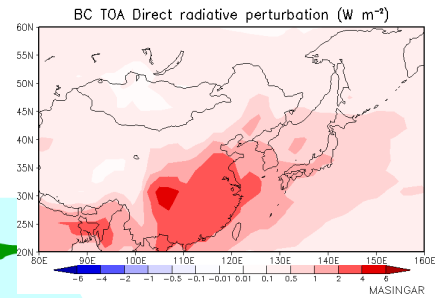 BC TOA Direct radiative perturbation (W m⁻²)
60N
55N
50N
45N
40N
35N
30N
25N
20N
80E 90E 100E 110E 120E 130E 140E 150E 160E
-6 -4 -2 -1 -0.5 -0.1 -0.01 0.01 0.1 0.5 1 2 4 6
MASINGAR